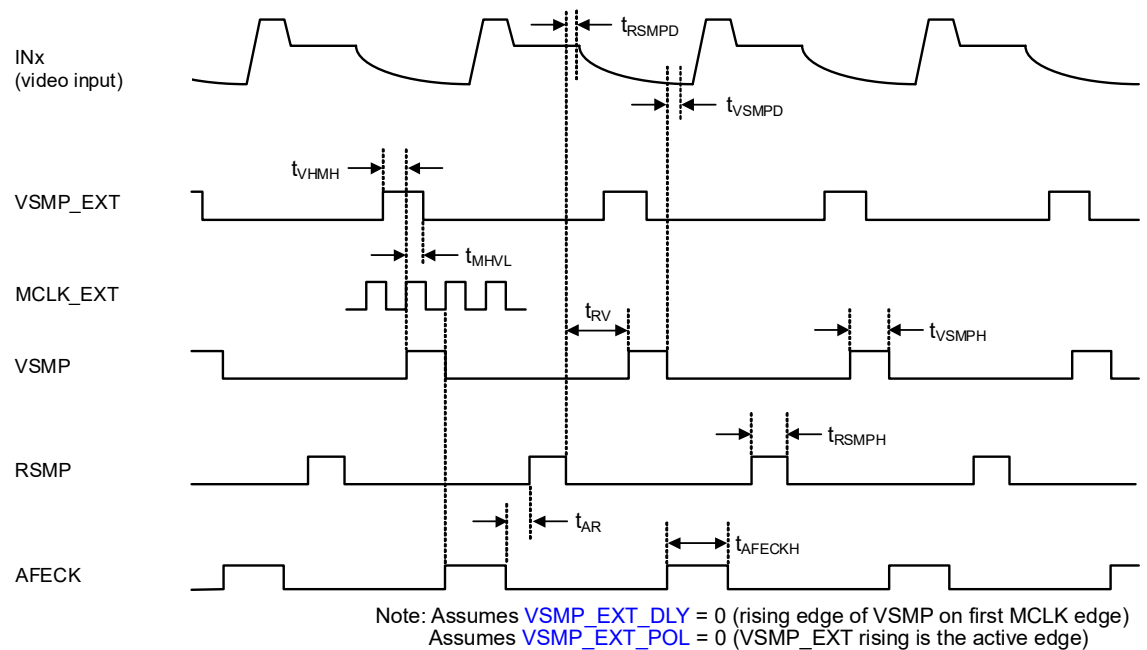 tRSMPD
INx
(video input)
tVSMPD
tVHMH
VSMP_EXT
tMHVL
MCLK_EXT
tRV
tVSMPH
VSMP
tRSMPH
RSMP
tAR
tAFECKH
AFECK
Note: Assumes VSMP_EXT_DLY = 0 (rising edge of VSMP on first MCLK edge)
Assumes VSMP_EXT_POL = 0 (VSMP_EXT rising is the active edge)